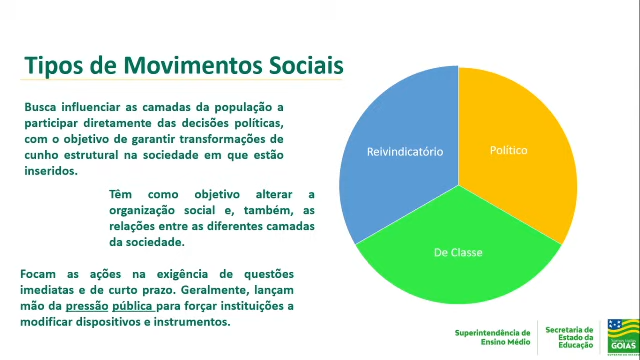 Tipos de Movimentos Sociais
Busca influenciar as camadas da população a
participar diretamente das decisões políticas,
com o objetivo de garantir transformações de
cunho estrutural na sociedade em que estão
inseridos.
Têm como objetivo alterar a
organização social e, também, as
relações entre as diferentes camadas
da sociedade.
Focam as ações na exigência de questões
imediatas e de curto prazo. Geralmente, lançam
mão da pressão pública para forçar instituições a
modificar dispositivos e instrumentos.
Reivindicatório
Político
De Classe
Superintendência de
Ensino Médio
Secretaria de
Estado da
Educação
GOIÁS